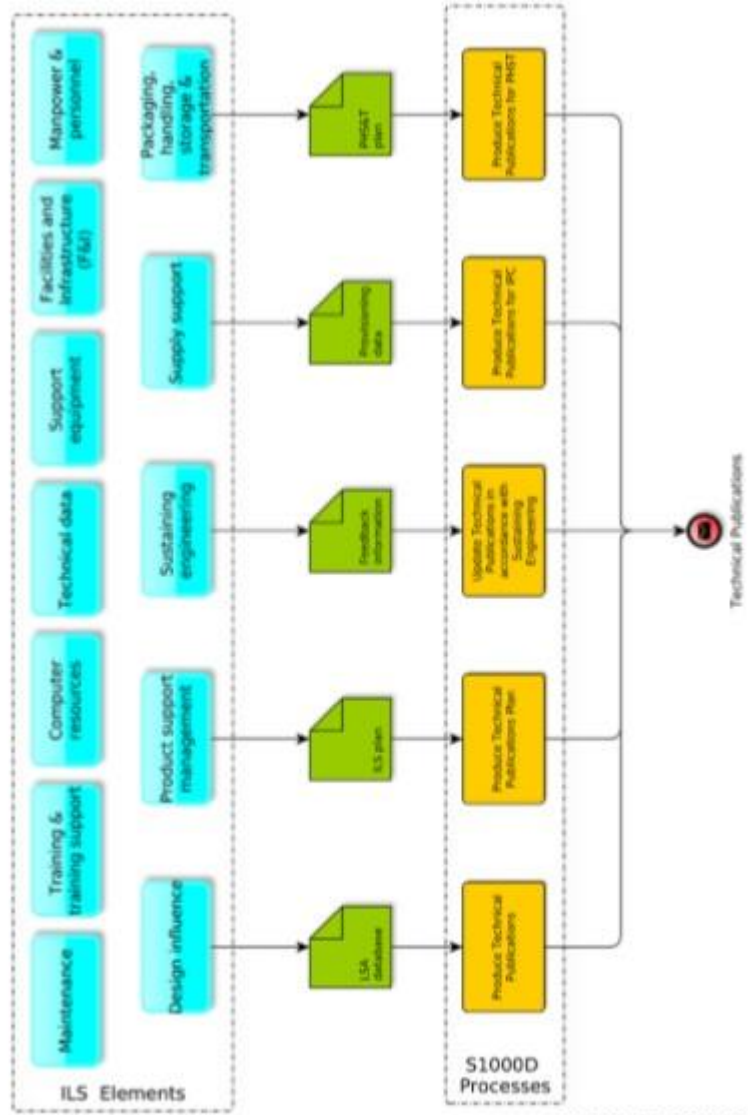 ILS Elements
Maintenance
Training &
training support
Computer
resources
Technical data
Support
equipment
Facilities and
Infrastructure
(F&I)
Manpower &
personnel
Design influence
Product support
management
Sustaining
engineering
Supply support
Packaging,
handling,
storage &
transportation
LSA
database
ILS plan
Feedback
information
Provisioning
data
PHS&T
plan
S1000D
Processes
Produce Technical
Publications
Produce Technical
Publications Plan
Update Technical
Publications in
accordance with
Sustaining
Engineering
Produce Technical
Publications for IPC
Produce Technical
Publications for PHST
Technical Publications